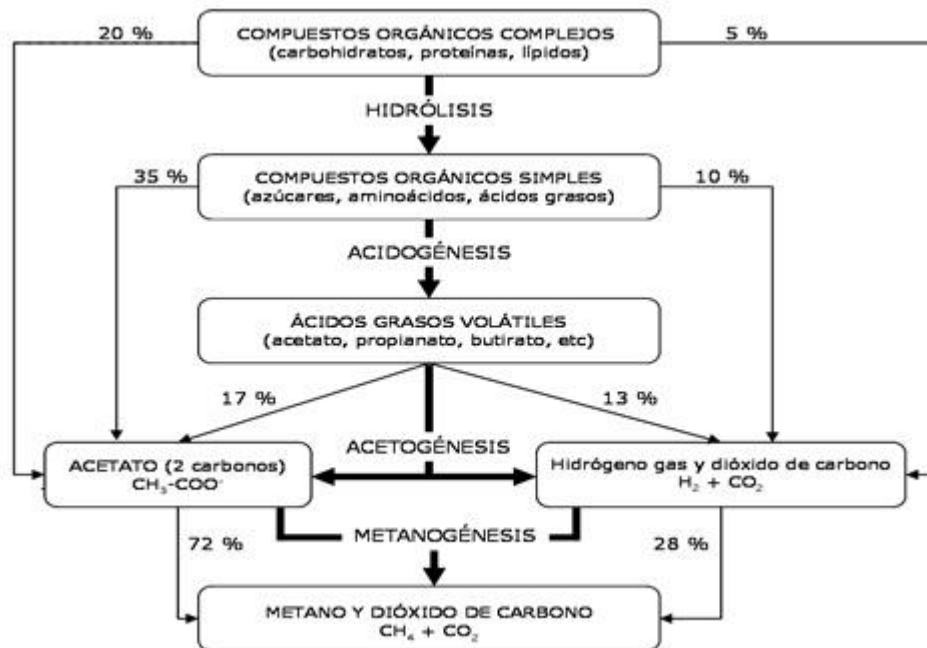 20 %
COMPUESTOS ORGÁNICOS COMPLEJOS
(carbohidratos, proteínas, lípidos)
5 %
HIDRÓLISIS
35 %
COMPUESTOS ORGÁNICOS SIMPLES
(azúcares, aminoácidos, ácidos grasos)
10 %
ACIDOGÉNESIS
ÁCIDOS GRASOS VOLÁTILES
(acetato, propianato, butirato, etc)
17 %
13 %
ACETOGÉNESIS
ACETATO (2 carbonos)
CH₃-COO⁻
Hidrógeno gas y dióxido de carbono
H₂ + CO₂
72 %
METANOGÉNESIS
28 %
METANO Y DIÓXIDO DE CARBONO
CH₄ + CO₂